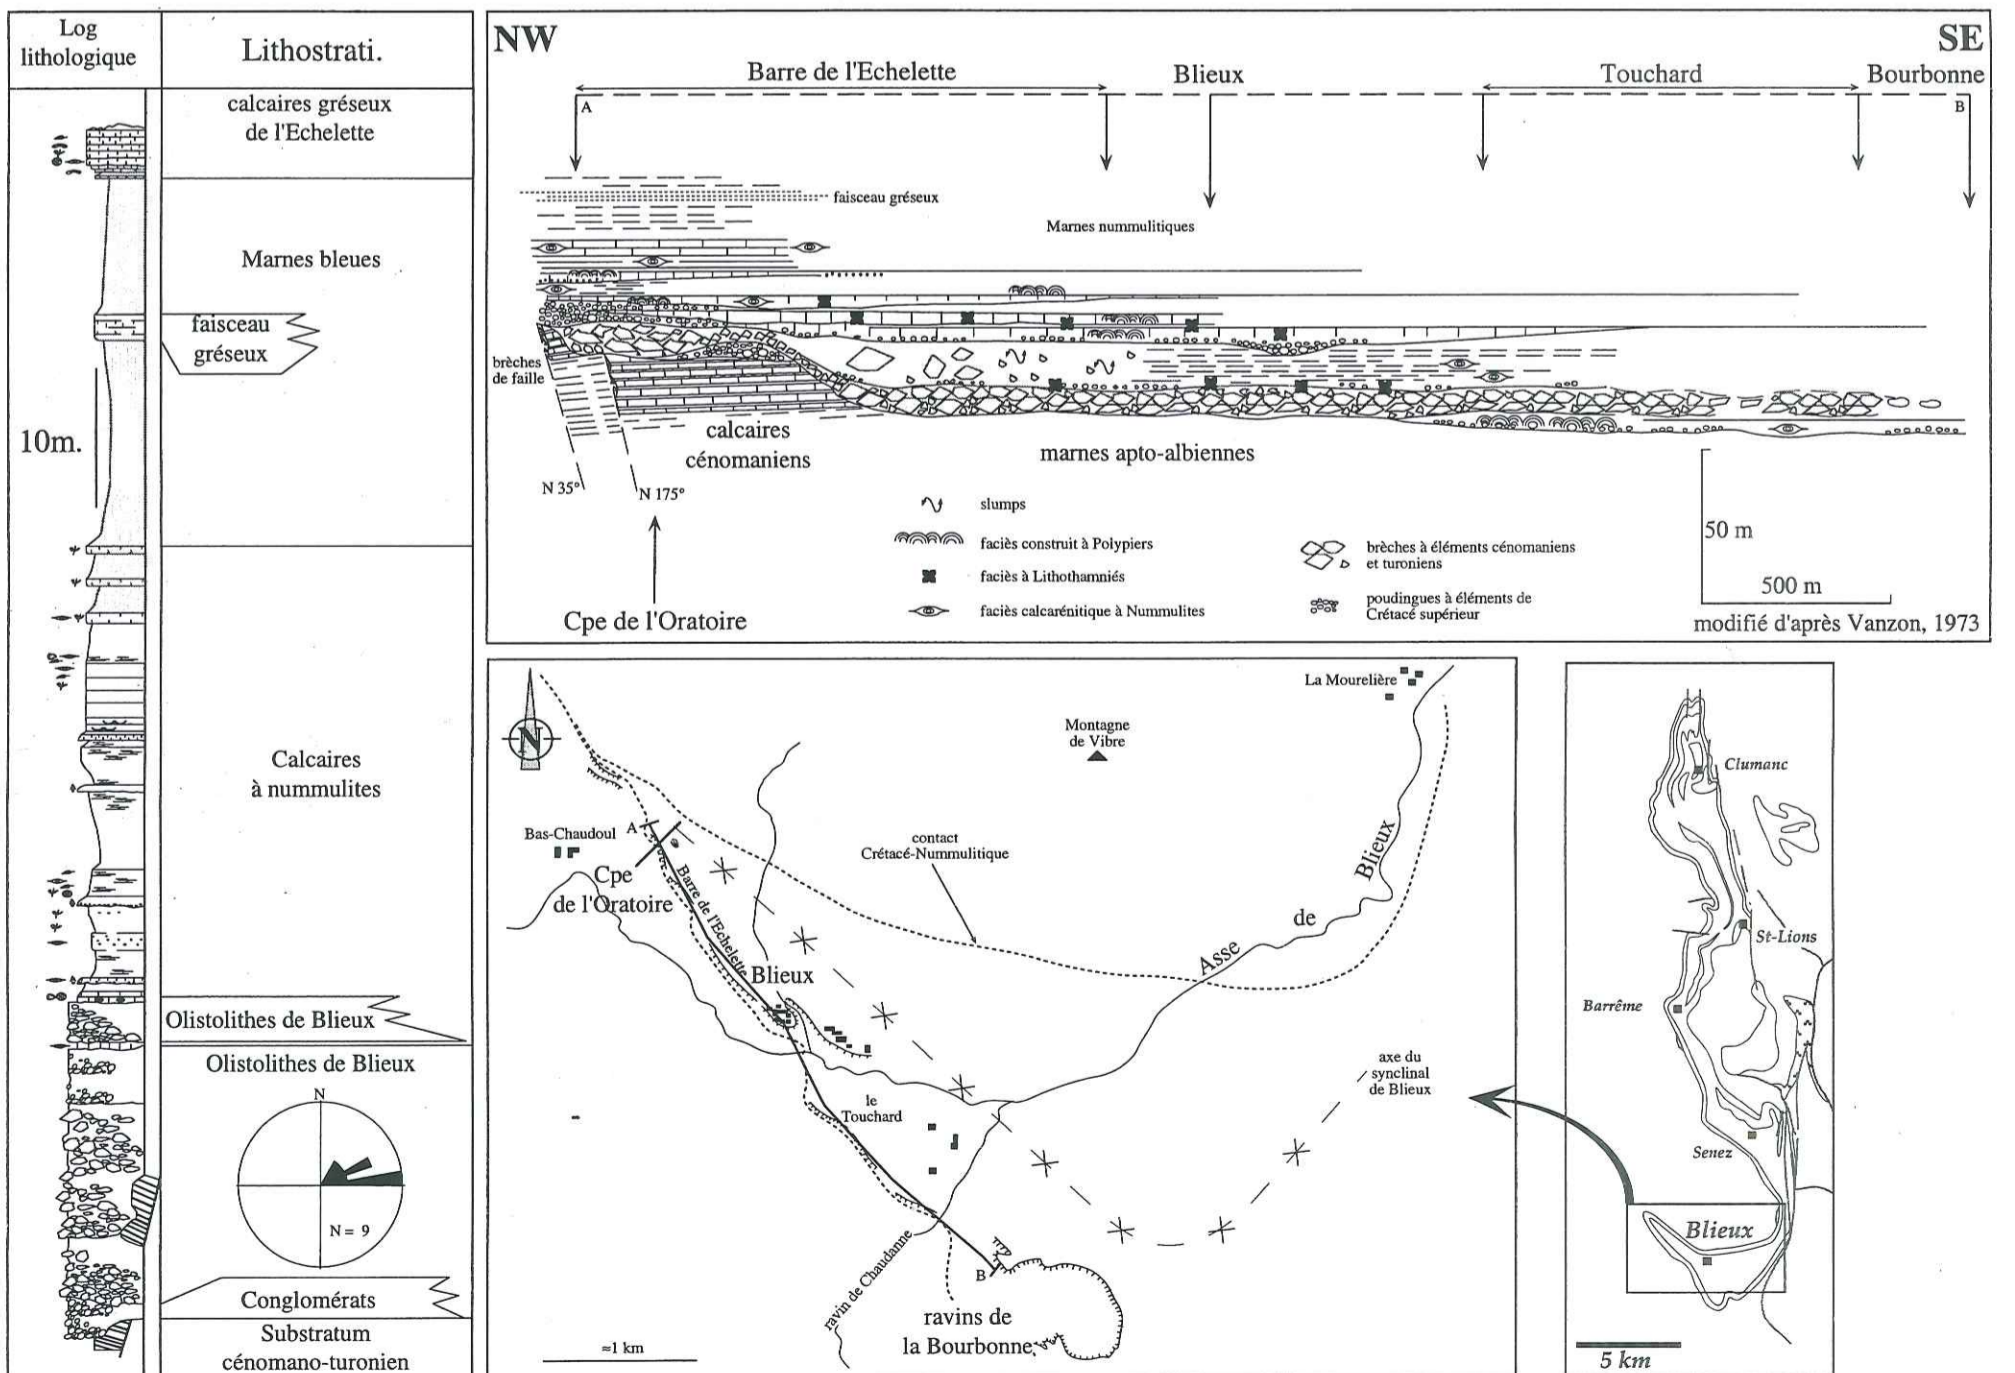 Log
lithologique
Lithostrati.
calcaires gréseux
de l'Echelette
Marnes bleues
faisceau
gréseux
10m.
Calcaires
à nummulites
Olistolithes de Blieux
Olistolithes de Blieux
N
N = 9
Conglomérats
Substratum
cénomano-turonien
NW
SE
Barre de l'Echelette
Blieux
Touchard
Bourbonne
A
B
faisceau gréseux
Marnes nummulitiques
brèches
de faille
calcaires
cénomaniens
marnes apto-albiennes
N 35°
N 175°
Cpe de l'Oratoire
slumps
faciès construit à Polypiers
faciès à Lithothamniés
faciès calcarénitique à Nummulites
brèches à éléments cénomaniens
et turoniens
poudingues à éléments de
Crétacé supérieur
50 m
500 m
modifié d'après Vanzon, 1973
N
La Mourelière
Montagne
de Vibre
Bas-Chaudoul
A
Cpe
de l'Oratoire
Barre de l'Echelette
contact
Crétacé-Nummulitique
Asse
de
Blieux
Blieux
axe du
synclinal
de Blieux
le
Touchard
ravin de Chaudanne
B
ravins de
la Bourbonne
≈1 km
Clumanc
St-Lions
Barrême
Senez
Blieux
5 km